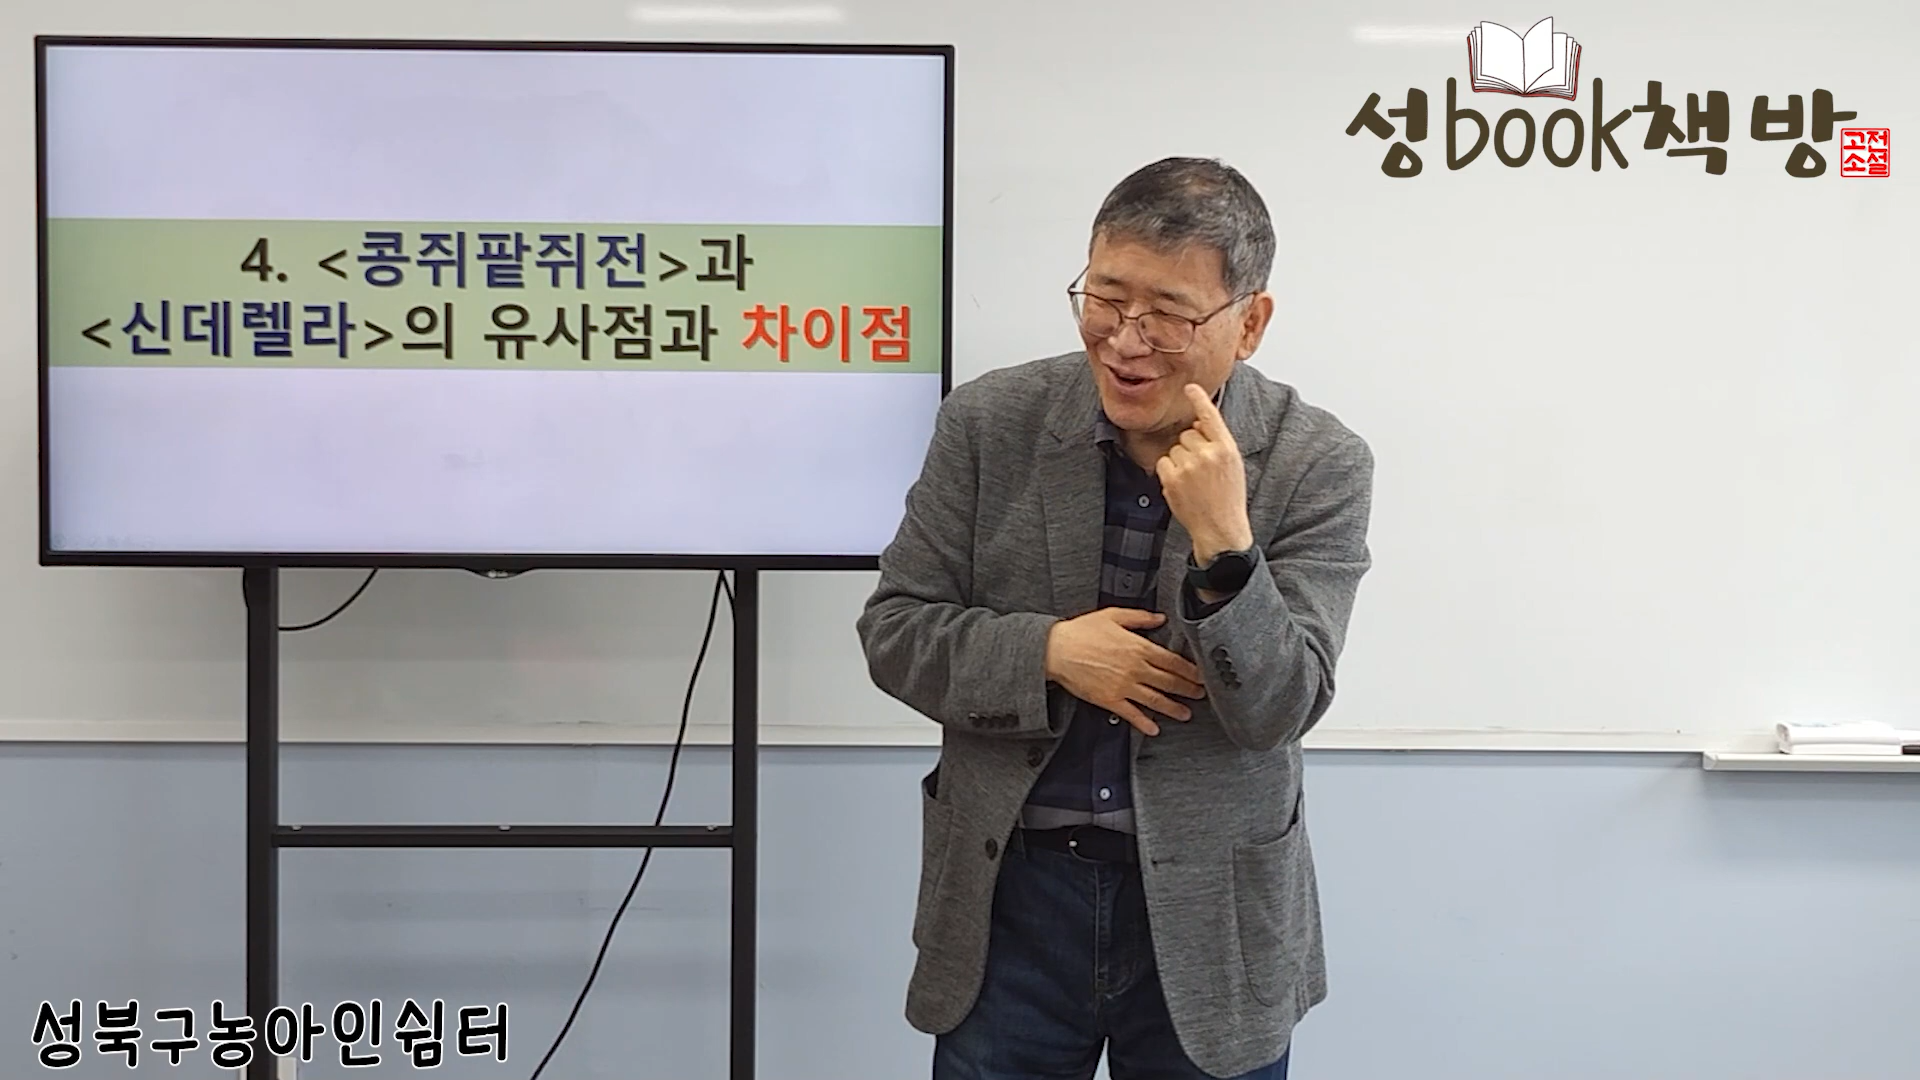 성book책방
고전
소설
4. <콩쥐팥쥐전>과
<신데렐라>의 유사점과 차이점
성북구농아인쉼터